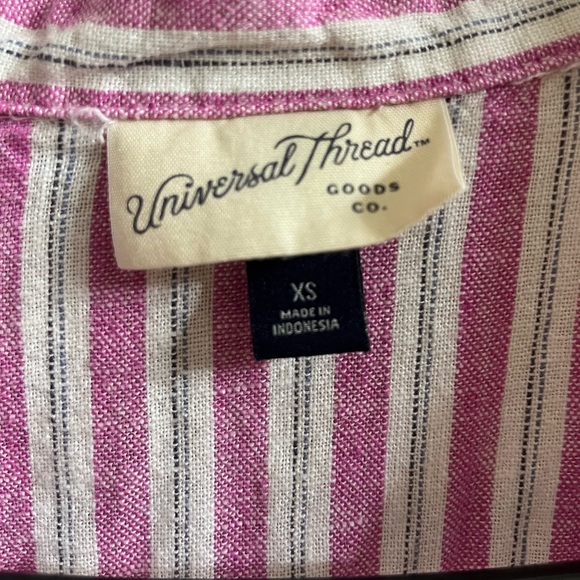 Universal Thread™
GOODS
CO.
XS
MADE IN
INDONESIA